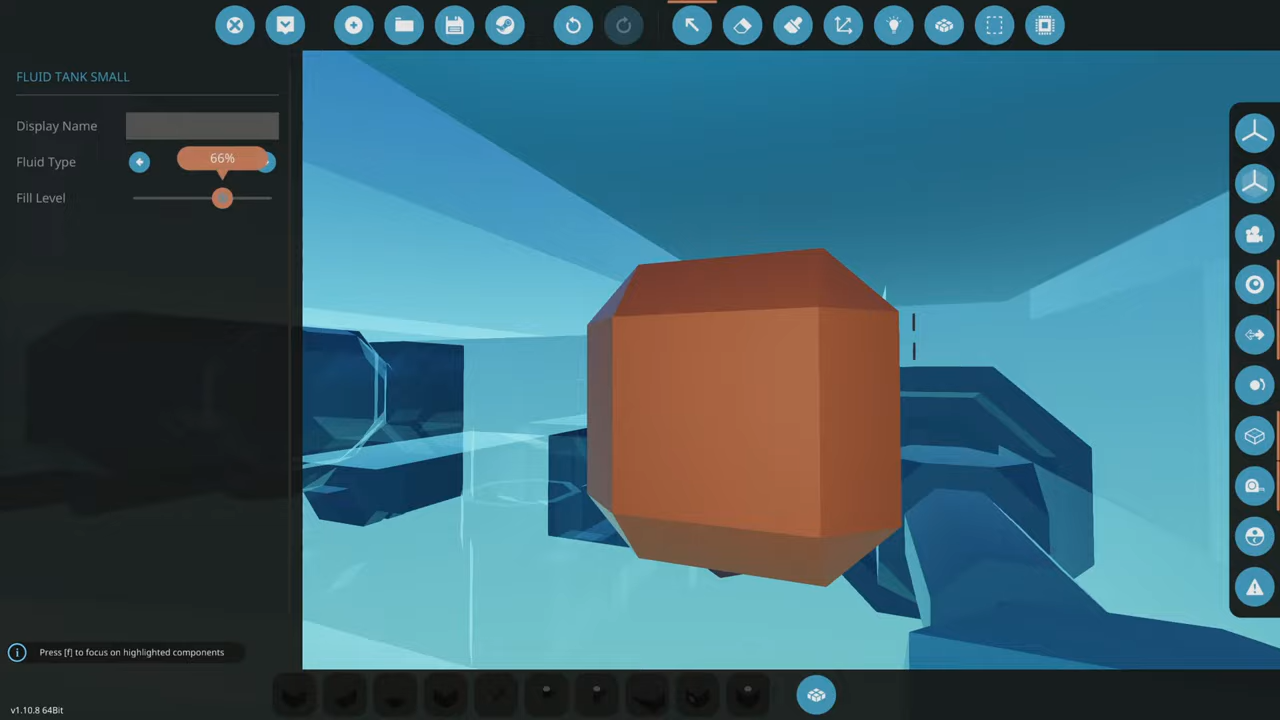 FLUID TANK SMALL
Display Name
Fluid Type
66%
Fill Level
Press [f] to focus on highlighted components
v1.10.8 64Bit